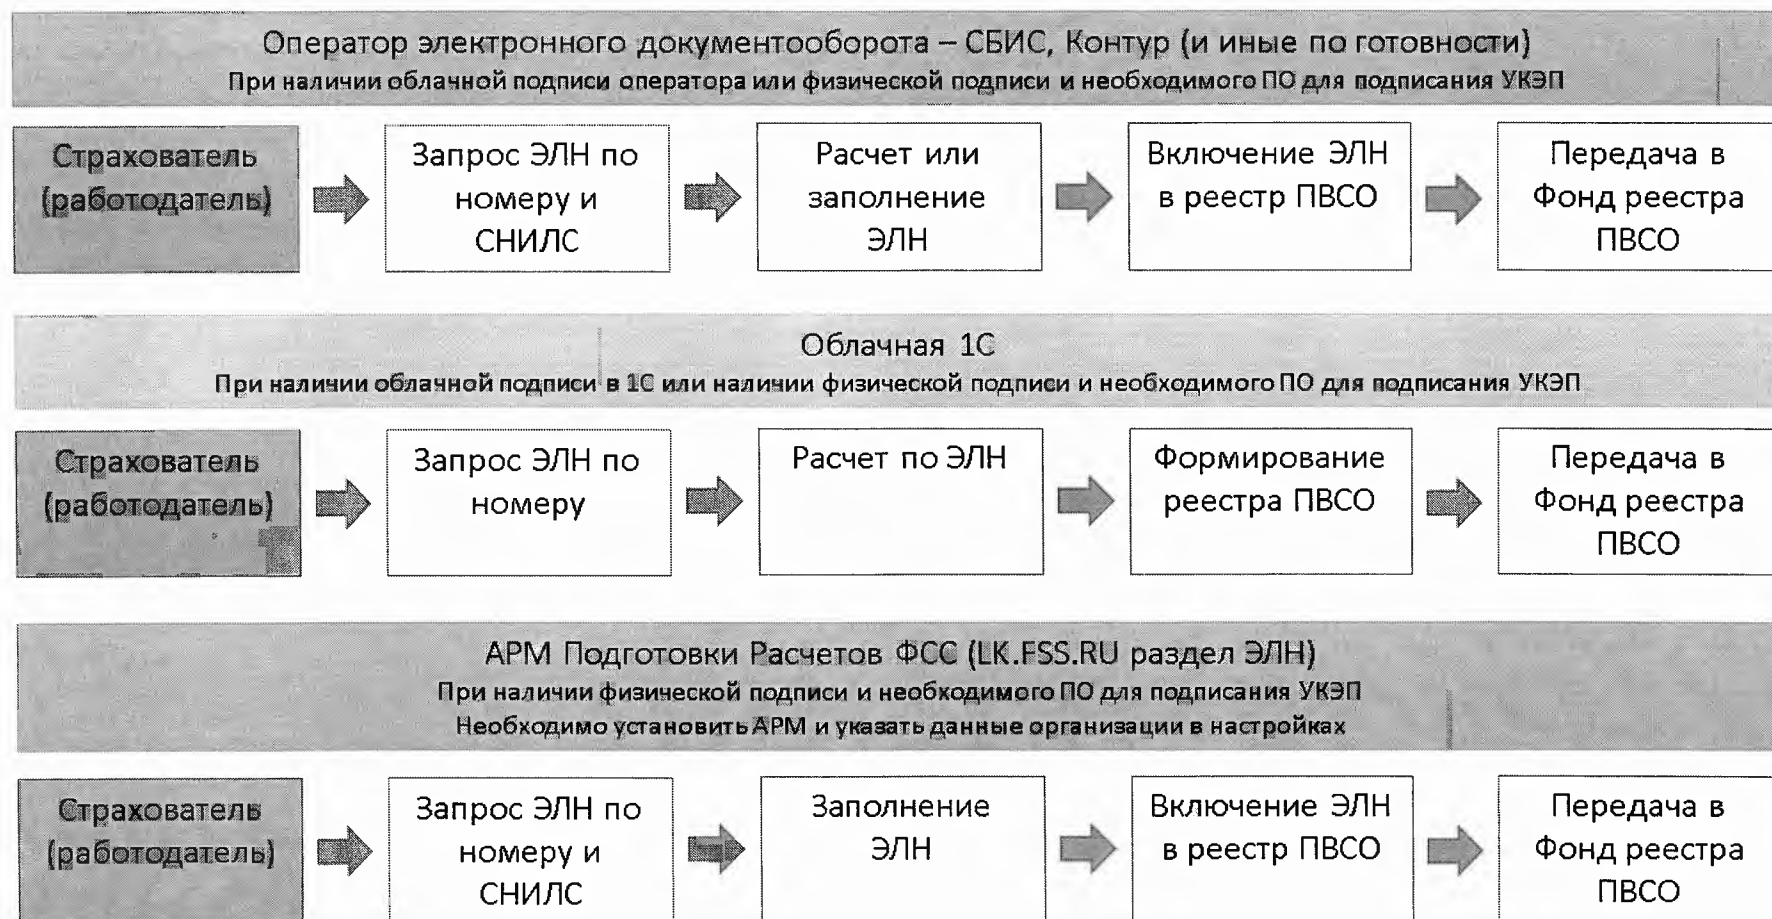 Оператор электронного документооборота – СБИС, Контур (и иные по готовности)
При наличии облачной подписи оператора или физической подписи и необходимого ПО для подписания УКЭП
Страхователь
(работодатель)
Запрос ЭЛН по
номеру и
СНИЛС
Расчет или
заполнение
ЭЛН
Включение ЭЛН
в реестр ПВСО
Передача в
Фонд реестра
ПВСО
Облачная 1С
При наличии облачной подписи в 1С или наличии физической подписи и необходимого ПО для подписания УКЭП
Страхователь
(работодатель)
Запрос ЭЛН по
номеру
Расчет по ЭЛН
Формирование
реестра ПВСО
Передача в
Фонд реестра
ПВСО
АРМ Подготовки Расчетов ФСС (LK.FSS.RU раздел ЭЛН)
При наличии физической подписи и необходимого ПО для подписания УКЭП
Необходимо установить АРМ и указать данные организации в настройках
Страхователь
(работодатель)
Запрос ЭЛН по
номеру и
СНИЛС
Заполнение
ЭЛН
Включение ЭЛН
в реестр ПВСО
Передача в
Фонд реестра
ПВСО